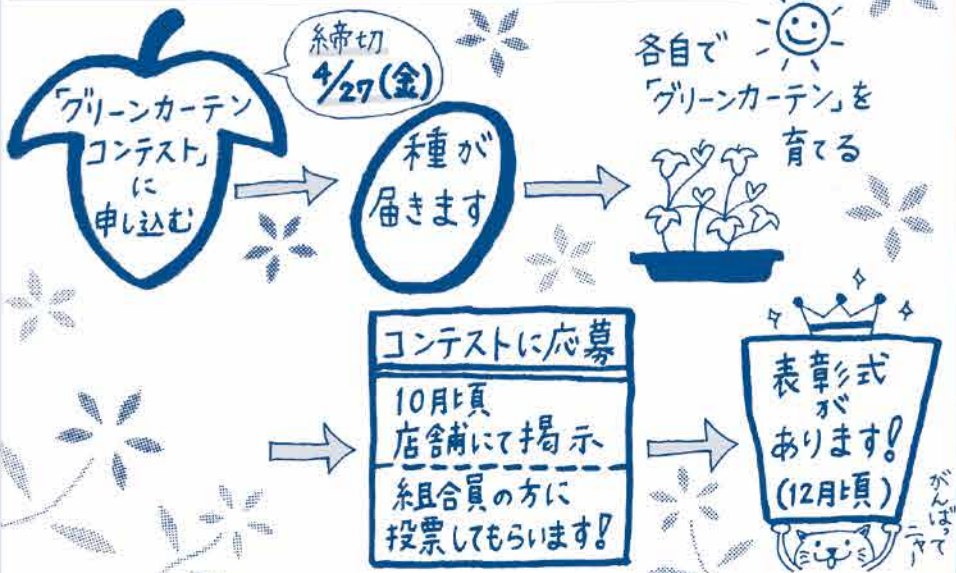 「グリーンカーテン
コンテスト」
に
申し込む
締切
4/27(金)
種が
届きます
各自で
「グリーンカーテン」を
育てる
コンテストに応募
10月頃
店舗にて掲示
組合員の方に
投票してもらいます!
表彰式
が
あります!
(12月頃)
がんばって
ニャー